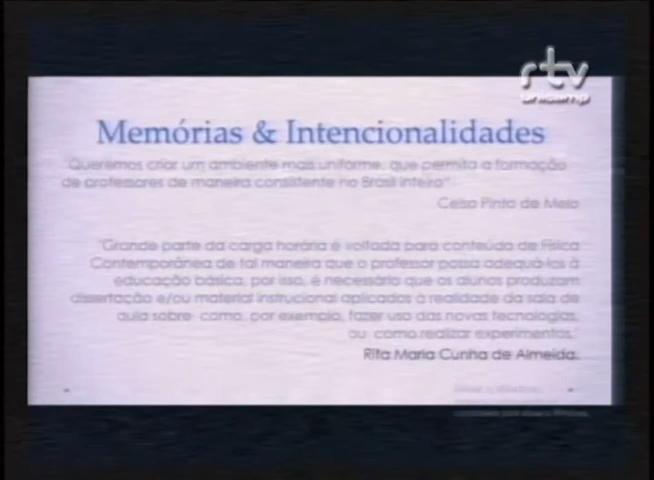 rtv
unicamp
Memórias & Intencionalidades
"Queremos criar um ambiente mais uniforme, que permita a formação
de professores de maneira consistente no Brasil inteiro"
Celso Pinto de Melo
"Grande parte da carga horária é voltada para conteúdo de Física
Contemporânea de tal maneira que o professor possa adequá-los à
educação básica, por isso, é necessário que os alunos produzam
dissertação e/ou material instrucional aplicados à realidade da sala de
aula sobre como, por exemplo, fazer uso das novas tecnologias,
ou como realizar experimentos."
Rita Maria Cunha de Almeida.